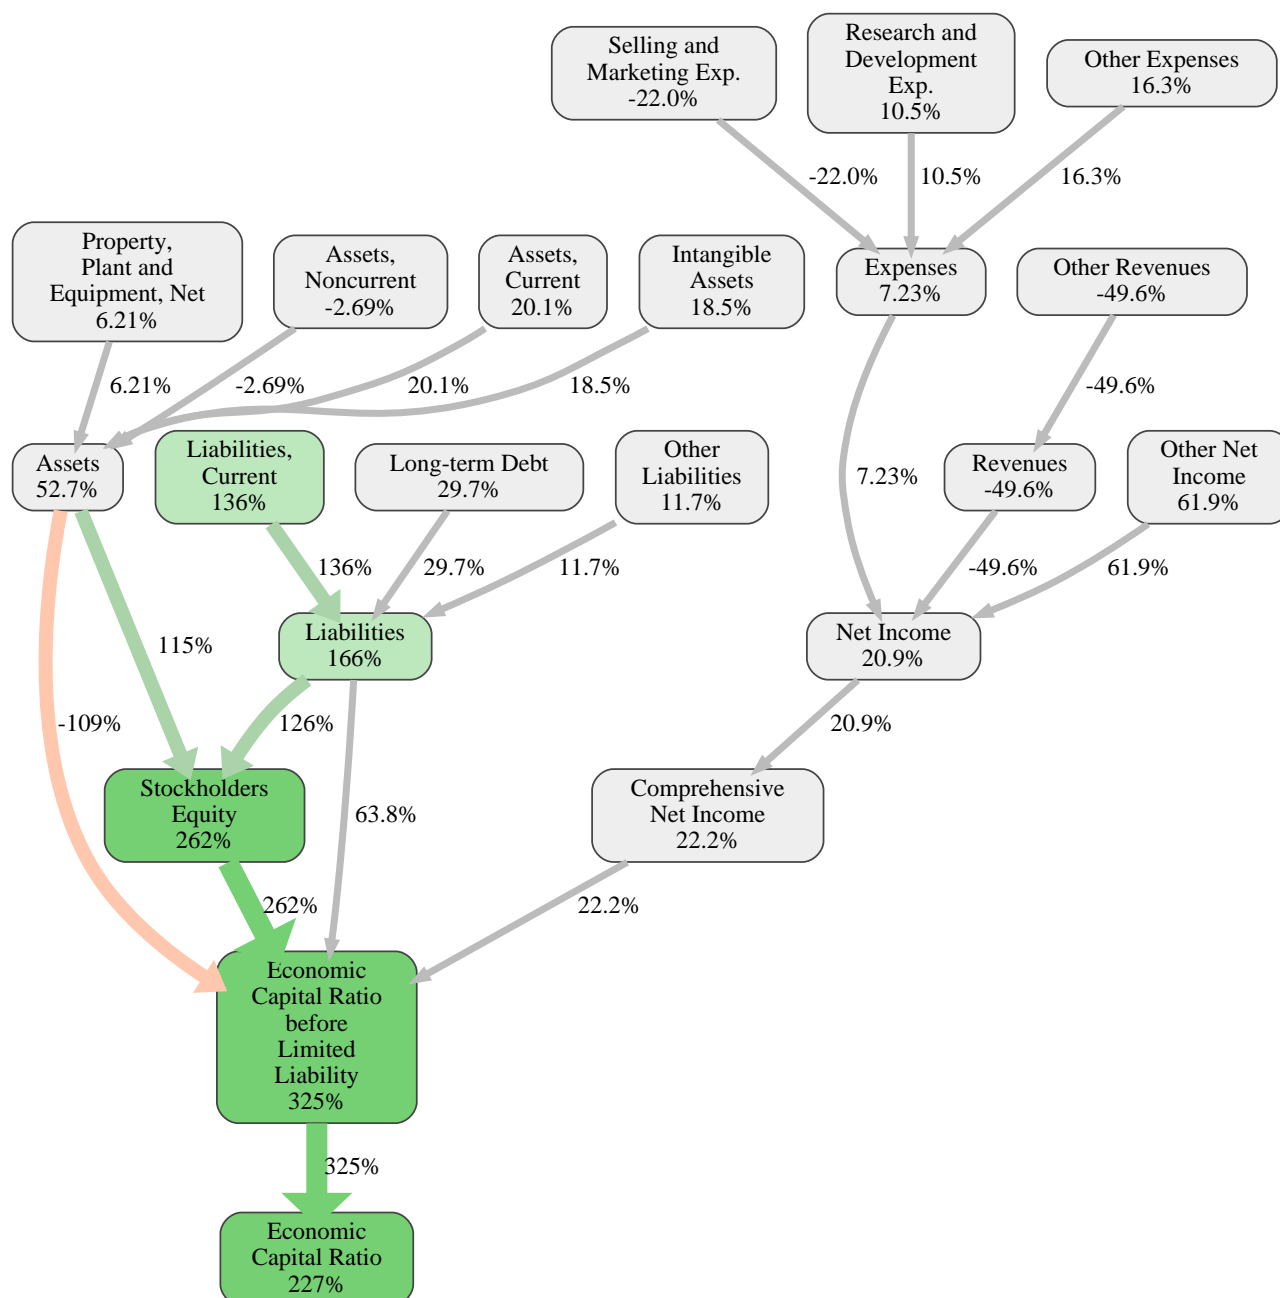 Selling and
Marketing Exp.
-22.0%
Research and
Development
Exp.
10.5%
Other Expenses
16.3%
-22.0%
10.5%
16.3%
Property,
Plant and
Equipment, Net
6.21%
Assets,
Noncurrent
-2.69%
Assets,
Current
20.1%
Intangible
Assets
18.5%
Expenses
7.23%
Other Revenues
-49.6%
6.21%
-2.69%
20.1%
18.5%
-49.6%
Assets
52.7%
Liabilities,
Current
136%
Long-term Debt
29.7%
Other
Liabilities
11.7%
7.23%
Revenues
-49.6%
Other Net
Income
61.9%
136%
29.7%
11.7%
-49.6%
61.9%
Liabilities
166%
Net Income
20.9%
115%
-109%
126%
20.9%
Stockholders
Equity
262%
63.8%
Comprehensive
Net Income
22.2%
262%
22.2%
Economic
Capital Ratio
before
Limited
Liability
325%
325%
Economic
Capital Ratio
227%